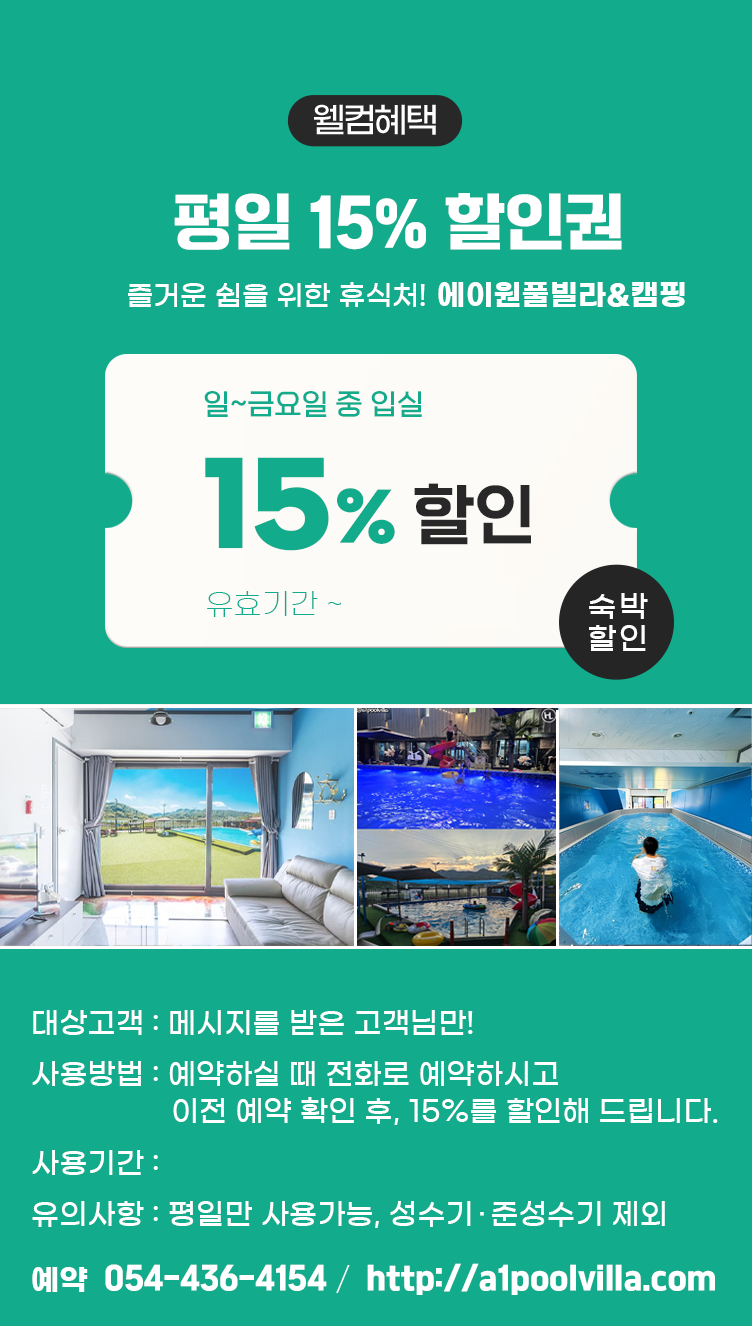 웰컴혜택
평일 15% 할인권
즐거운 쉼을 위한 휴식처! 에이원풀빌라&캠핑
일~금요일 중 입실
15% 할인
유효기간 ~
숙박
할인
대상고객 : 메시지를 받은 고객님만!
사용방법 : 예약하실 때 전화로 예약하시고
이전 예약 확인 후, 15%를 할인해 드립니다.
사용기간 :
유의사항 : 평일만 사용가능, 성수기·준성수기 제외
예약 054-436-4154 / http://a1poolvilla.com